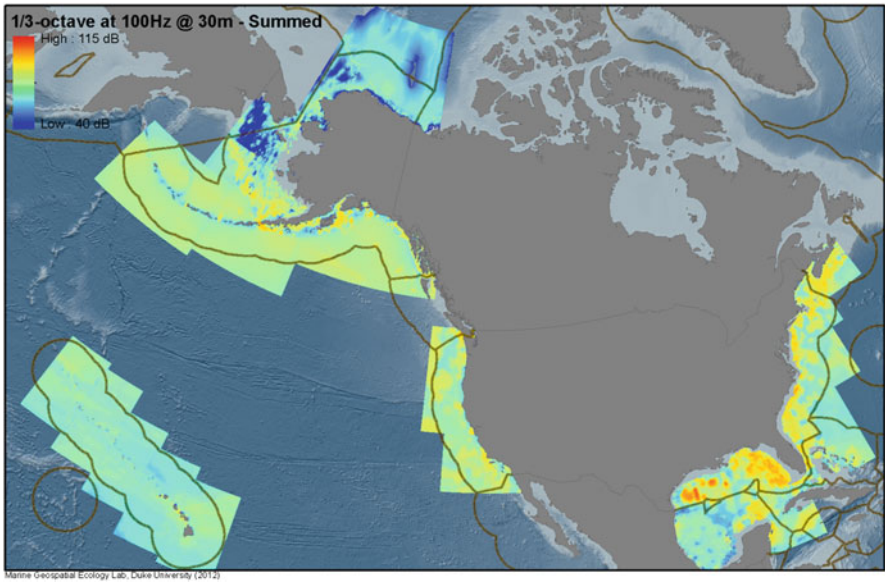 1/3-octave at 100Hz @ 30m - Summed
High : 115 dB
Low : 40 dB
Marine Geospatial Ecology Lab, Duke University (2012)